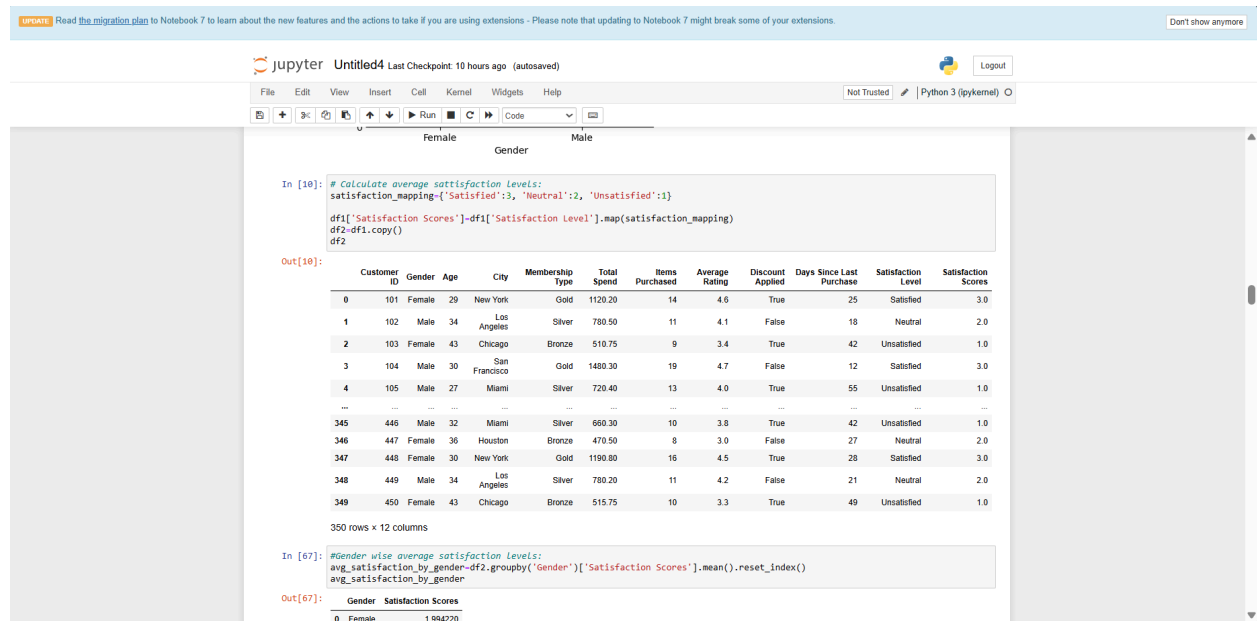 UPDATE Read the migration plan to Notebook 7 to learn about the new features and the actions to take if you are using extensions - Please note that updating to Notebook 7 might break some of your extensions. Don't show anymore
jupyter Untitled4 Last Checkpoint: 10 hours ago (autosaved) Logout
File Edit View Insert Cell Kernel Widgets Help Not Trusted Python 3 (ipykernel)
Run Code
0
Female Male
Gender
In [10]: # Calculate average sattisfaction levels:
satisfaction_mapping={'Satisfied':3, 'Neutral':2, 'Unsatisfied':1}
df1['Satisfaction Scores']=df1['Satisfaction Level'].map(satisfaction_mapping)
df2=df1.copy()
df2
Out[10]:
Customer ID Gender Age City Membership Type Total Spend Items Purchased Average Rating Discount Applied Days Since Last Purchase Satisfaction Level Satisfaction Scores
0 101 Female 29 New York Gold 1120.20 14 4.6 True 25 Satisfied 3.0
1 102 Male 34 Los Angeles Silver 780.50 11 4.1 False 18 Neutral 2.0
2 103 Female 43 Chicago Bronze 510.75 9 3.4 True 42 Unsatisfied 1.0
3 104 Male 30 San Francisco Gold 1480.30 19 4.7 False 12 Satisfied 3.0
4 105 Male 27 Miami Silver 720.40 13 4.0 True 55 Unsatisfied 1.0
... ... ... ... ... ... ... ... ... ... ... ... ...
345 446 Male 32 Miami Silver 660.30 10 3.8 True 42 Unsatisfied 1.0
346 447 Female 36 Houston Bronze 470.50 8 3.0 False 27 Neutral 2.0
347 448 Female 30 New York Gold 1190.80 16 4.5 True 28 Satisfied 3.0
348 449 Male 34 Los Angeles Silver 780.20 11 4.2 False 21 Neutral 2.0
349 450 Female 43 Chicago Bronze 515.75 10 3.3 True 49 Unsatisfied 1.0
350 rows × 12 columns
In [67]: #Gender wise average satisfaction levels:
avg_satisfaction_by_gender=df2.groupby('Gender')['Satisfaction Scores'].mean().reset_index()
avg_satisfaction_by_gender
Out[67]:
Gender Satisfaction Scores
0 Female 1.994220